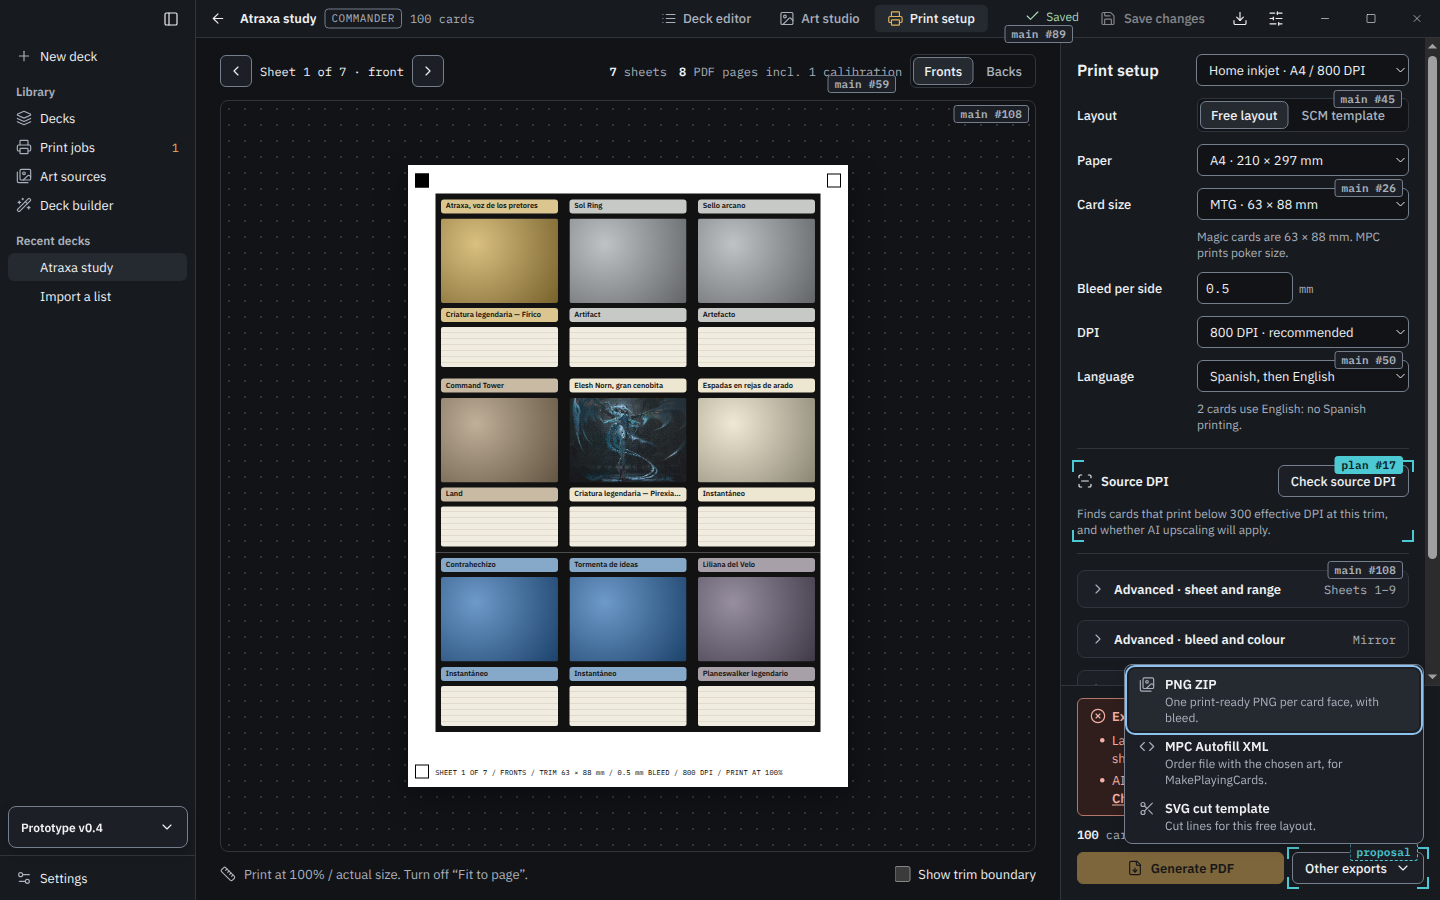 Atraxa study
COMMANDER
100 cards
Deck editor
Art studio
Print setup
Saved
Save changes
main #89
New deck
Library
Decks
Print jobs
1
Art sources
Deck builder
Recent decks
Atraxa study
Import a list
Prototype v0.4
Settings
Sheet 1 of 7 · front
7 sheets 8 PDF pages incl. 1 calibration
main #59
Fronts
Backs
main #108
Atraxa, voz de los pretores
Sol Ring
Sello arcano
Criatura legendaria — Fírico
Artifact
Artefacto
Command Tower
Elesh Norn, gran cenobita
Espadas en rejas de arado
Land
Criatura legendaria — Pirexia...
Instantáneo
Contrahechizo
Tormenta de ideas
Liliana del Velo
Instantáneo
Instantáneo
Planeswalker legendario
SHEET 1 OF 7 / FRONTS / TRIM 63 × 88 mm / 0.5 mm BLEED / 800 DPI / PRINT AT 100%
Print at 100% / actual size. Turn off “Fit to page”.
Show trim boundary
Print setup
Home inkjet · A4 / 800 DPI
main #45
Layout
Free layout
SCM template
Paper
A4 · 210 × 297 mm
main #26
Card size
MTG · 63 × 88 mm
Magic cards are 63 × 88 mm. MPC
prints poker size.
Bleed per side
0.5
mm
DPI
800 DPI · recommended
main #50
Language
Spanish, then English
2 cards use English: no Spanish
printing.
plan #17
Source DPI
Check source DPI
Finds cards that print below 300 effective DPI at this trim,
and whether AI upscaling will apply.
main #108
Advanced · sheet and range
Sheets 1–9
Advanced · bleed and colour
Mirror
PNG ZIP
One print-ready PNG per card face, with
bleed.
MPC Autofill XML
Order file with the chosen art, for
MakePlayingCards.
SVG cut template
Cut lines for this free layout.
100
proposal
Generate PDF
Other exports